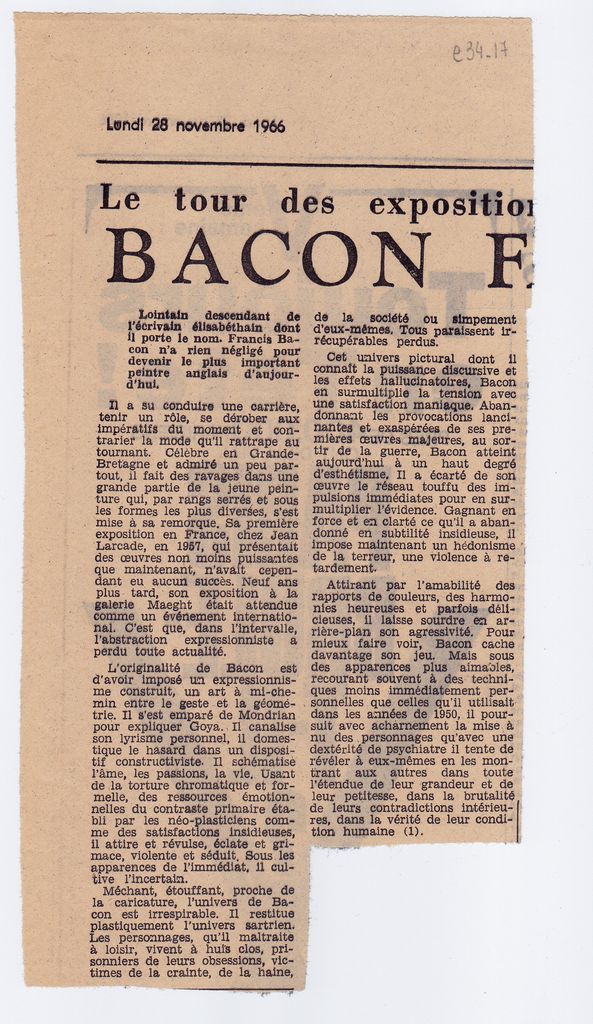 e34-17
Lundi 28 novembre 1966
Le tour des exposition
BACON F
Lointain descendant de
l'écrivain élisabéthain dont
il porte le nom. Francis Ba-
con n'a rien négligé pour
devenir le plus important
peintre anglais d'aujour-
d'hui.
Il a su conduire une carrière,
tenir un rôle, se dérober aux
impératifs du moment et con-
trarier la mode qu'il rattrape au
tournant. Célèbre en Grande-
Bretagne et admiré un peu par-
tout, il fait des ravages dans une
grande partie de la jeune pein-
ture qui, par rangs serrés et sous
les formes les plus diverses, s'est
mise à sa remorque. Sa première
exposition en France, chez Jean
Larcade, en 1957, qui présentait
des œuvres non moins puissantes
que maintenant, n'avait cepen-
dant eu aucun succès. Neuf ans
plus tard, son exposition à la
galerie Maeght était attendue
comme un événement internatio-
nal. C'est que, dans l'intervalle,
l'abstraction expressionniste a
perdu toute actualité.
L'originalité de Bacon est
d'avoir imposé un expressionnis-
me construit, un art à mi-che-
min entre le geste et la géomé-
trie. Il s'est emparé de Mondrian
pour expliquer Goya. Il canalise
son lyrisme personnel, il domes-
tique le hasard dans un disposi-
tif constructiviste. Il schématise
l'âme, les passions, la vie. Usant
de la torture chromatique et for-
melle, des ressources émotion-
nelles du contraste primaire éta-
bli par les néo-plasticiens com-
me des satisfactions insidieuses,
il attire et révulse, éclate et gri-
mace, violente et séduit. Sous les
apparences de l'immédiat, il cul-
tive l'incertain.
Méchant, étouffant, proche de
la caricature, l'univers de Ba-
con est irrespirable. Il restitue
plastiquement l'univers sartrien.
Les personnages, qu'il maltraite
à loisir, vivent à huis clos, pri-
sonniers de leurs obsessions, vic-
times de la crainte, de la haine,
de la société ou simpement
d'eux-mêmes. Tous paraissent ir-
récupérables perdus.
Cet univers pictural dont il
connaît la puissance discursive et
les effets hallucinatoires, Bacon
en surmultiplie la tension avec
une satisfaction maniaque. Aban-
donnant les provocations lanci-
nantes et exaspérées de ses pre-
mières œuvres majeures, au sor-
tir de la guerre, Bacon atteint
aujourd'hui à un haut degré
d'esthétisme. Il a écarté de son
œuvre le réseau touffu des im-
pulsions immédiates pour en sur-
multiplier l'évidence. Gagnant en
force et en clarté ce qu'il a aban-
donné en subtilité insidieuse, il
impose maintenant un hédonisme
de la terreur, une violence à re-
tardement.
Attirant par l'amabilité des
rapports de couleurs, des harmo-
nies heureuses et parfois déli-
cieuses, il laisse sourdre en ar-
rière-plan son agressivité. Pour
mieux faire voir, Bacon cache
davantage son jeu. Mais sous
des apparences plus aimables,
recourant souvent à des techni-
ques moins immédiatement per-
sonnelles que celles qu'il utilisait
dans les années de 1950, il pour-
suit avec acharnement la mise à
nu des personnages qu'avec une
dextérité de psychiatre il tente de
révéler à eux-mêmes en les mon-
trant aux autres dans toute
l'étendue de leur grandeur et de
leur petitesse, dans la brutalité
de leurs contradictions intérieu-
res, dans la vérité de leur condi-
tion humaine (1).